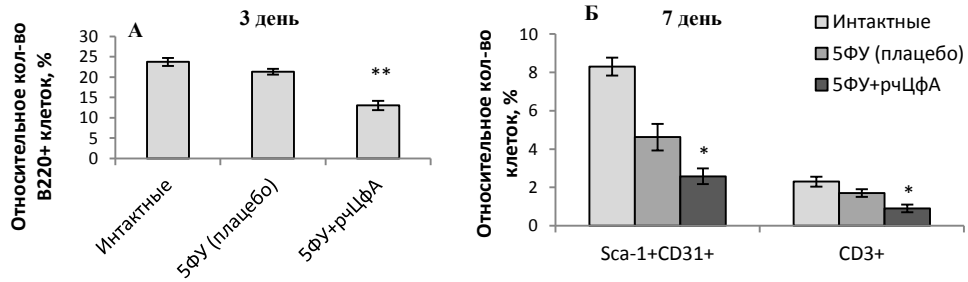 А
3 день
Относительное кол-во
B220+ клеток, %
30
25
20
15
10
5
0
**
Интактные
5ФУ (плацебо)
5ФУ+рчЦфА
Б
7 день
Относительное кол-во
клеток, %
10
8
6
4
2
0
*
*
Sca-1+CD31+
CD3+
Интактные
5ФУ (плацебо)
5ФУ+рчЦфА